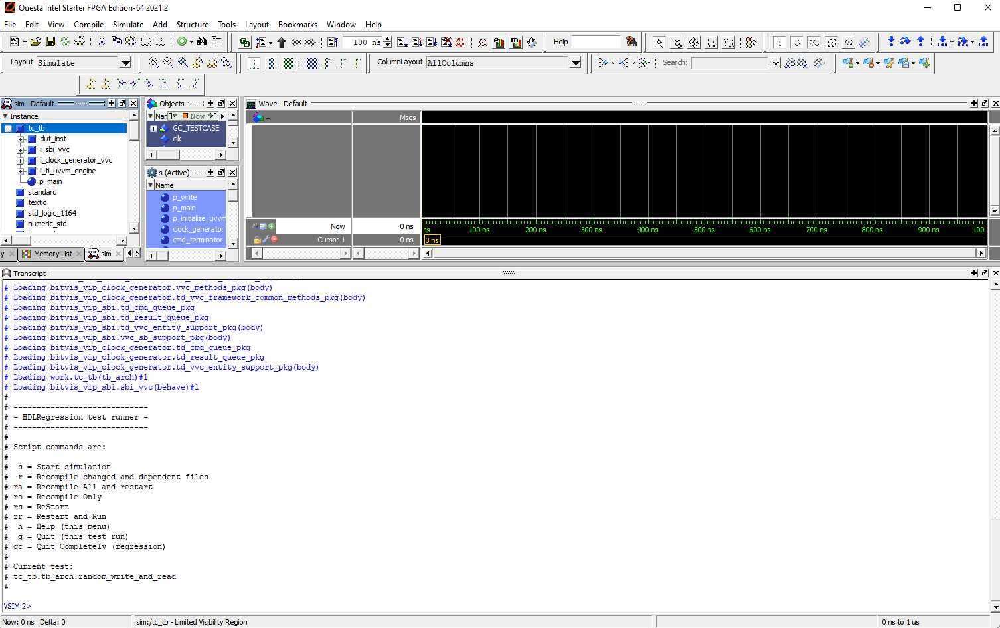 Questa Intel Starter FPGA Edition-64 2021.2
File Edit View Compile Simulate Add Structure Tools Layout Bookmarks Window Help
100 ns
Help
Layout Simulate
ColumnLayout AllColumns
Search:
sim - Default
Instance
tc_tb
dut_inst
i_sbi_vvc
i_clock_generator_vvc
i_ti_uvvm_engine
p_main
standard
textio
std_logic_1164
numeric_std
y
Memory List
sim
Objects
Now
GC_TESTCASE
clk
s (Active)
Name
p_write
p_main
p_initialize_uvvm
clock_generator
cmd_terminator
Wave - Default
Msgs
Now 0 ns
Cursor 1 0 ns
ns 100 ns 200 ns 300 ns 400 ns 500 ns 600 ns 700 ns 800 ns 900 ns 100
0 ns
Transcript
# Loading bitvis_vip_clock_generator.vvc_methods_pkg(body)
# Loading bitvis_vip_clock_generator.td_vvc_framework_common_methods_pkg(body)
# Loading bitvis_vip_sbi.td_cmd_queue_pkg
# Loading bitvis_vip_sbi.td_result_queue_pkg
# Loading bitvis_vip_sbi.td_vvc_entity_support_pkg(body)
# Loading bitvis_vip_sbi.vvc_sb_support_pkg(body)
# Loading bitvis_vip_clock_generator.td_cmd_queue_pkg
# Loading bitvis_vip_clock_generator.td_result_queue_pkg
# Loading bitvis_vip_clock_generator.td_vvc_entity_support_pkg(body)
# Loading work.tc_tb(tb_arch)#1
# Loading bitvis_vip_sbi.sbi_vvc(behave)#1
#
# -----------------------------
# - HDLRegression test runner -
# -----------------------------
#
# Script commands are:
#
# s = Start simulation
# r = Recompile changed and dependent files
# ra = Recompile All and restart
# ro = Recompile Only
# rs = ReStart
# rr = Restart and Run
# h = Help (this menu)
# q = Quit (this test run)
# qc = Quit Completely (regression)
#
# Current test:
# tc_tb.tb_arch.random_write_and_read
#
VSIM 2>
Now: 0 ns Delta: 0
sim:/tc_tb - Limited Visibility Region
0 ns to 1 us